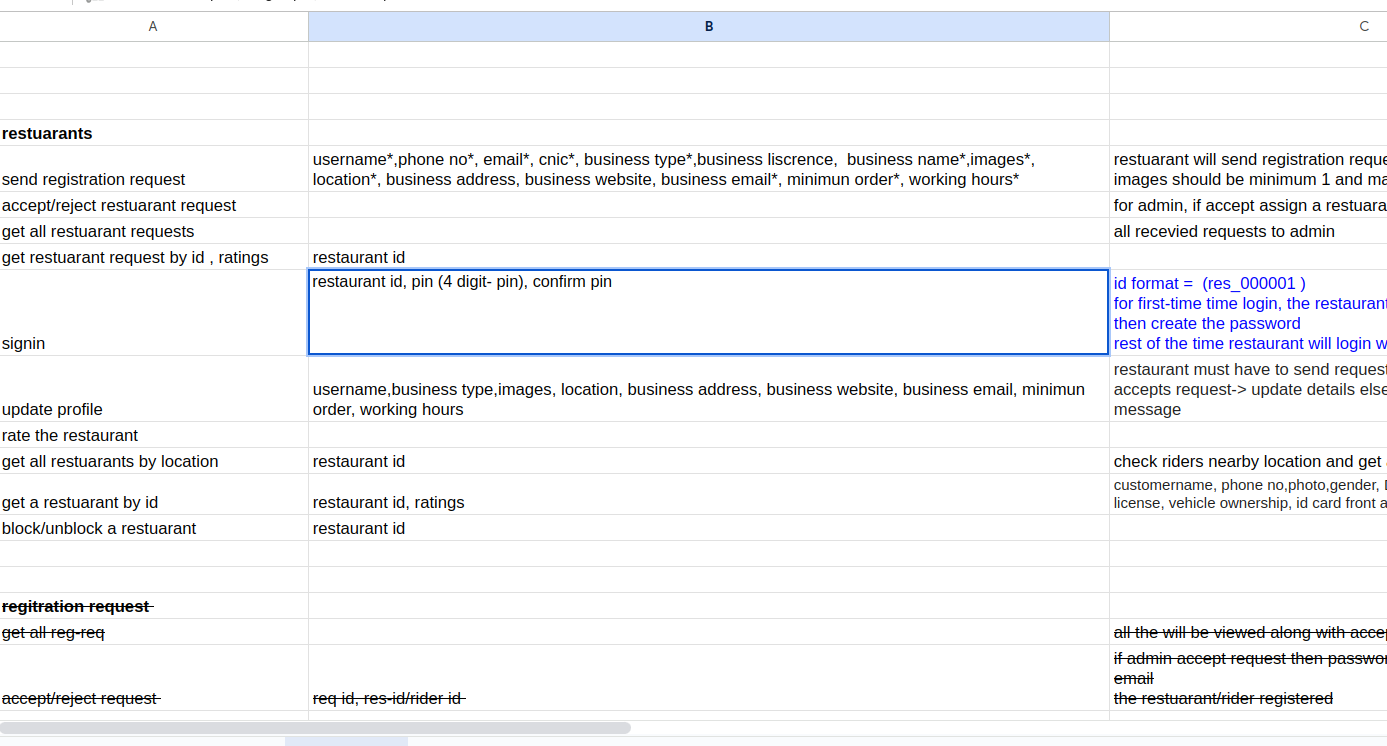 A B C
restuarants
send registration request
username*,phone no*, email*, cnic*, business type*,business liscrence,  business name*,images*,
location*, business address, business website, business email*, minimun order*, working hours*
restuarant will send registration reque
images should be minimum 1 and ma
accept/reject restuarant request
for admin, if accept assign a restuara
get all restuarant requests
all recevied requests to admin
get restuarant request by id , ratings
restaurant id
signin
restaurant id, pin (4 digit- pin), confirm pin
id format =  (res_000001 )
for first-time time login, the restaurant
then create the password
rest of the time restaurant will login w
update profile
username,business type,images, location, business address, business website, business email, minimun
order, working hours
restaurant must have to send request
accepts request-> update details else
message
rate the restaurant
get all restuarants by location
restaurant id
check riders nearby location and get
get a restuarant by id
restaurant id, ratings
customername, phone no,photo,gender,
license, vehicle ownership, id card front a
block/unblock a restuarant
restaurant id
regitration request
get all reg-req
all the will be viewed along with acce
accept/reject request
req id, res-id/rider id
if admin accept request then passwor
email
the restuarant/rider registered